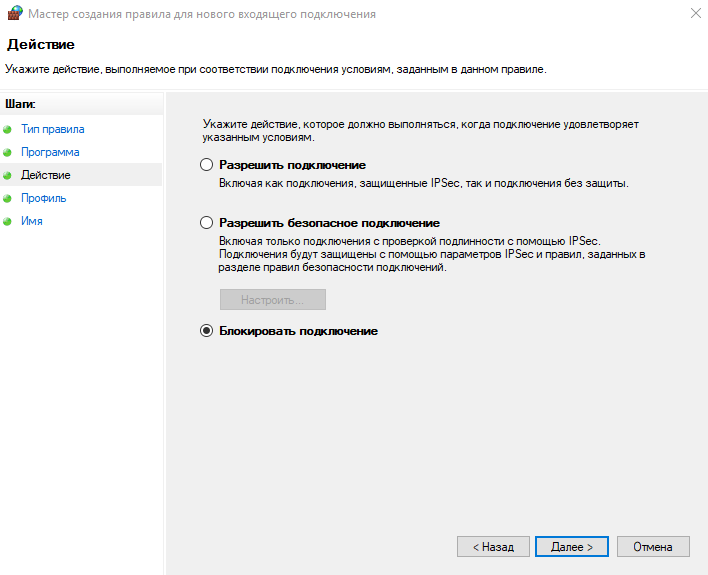 Мастер создания правила для нового входящего подключения
Действие
Укажите действие, выполняемое при соответствии подключения условиям, заданным в данном правиле.
Шаги:
Тип правила
Программа
Действие
Профиль
Имя
Укажите действие, которое должно выполняться, когда подключение удовлетворяет
указанным условиям.
Разрешить подключение
Включая как подключения, защищенные IPSec, так и подключения без защиты.
Разрешить безопасное подключение
Включая только подключения с проверкой подлинности с помощью IPSec.
Подключения будут защищены с помощью параметров IPSec и правил, заданных в
разделе правил безопасности подключений.
Настроить...
Блокировать подключение
< Назад
Далее >
Отмена